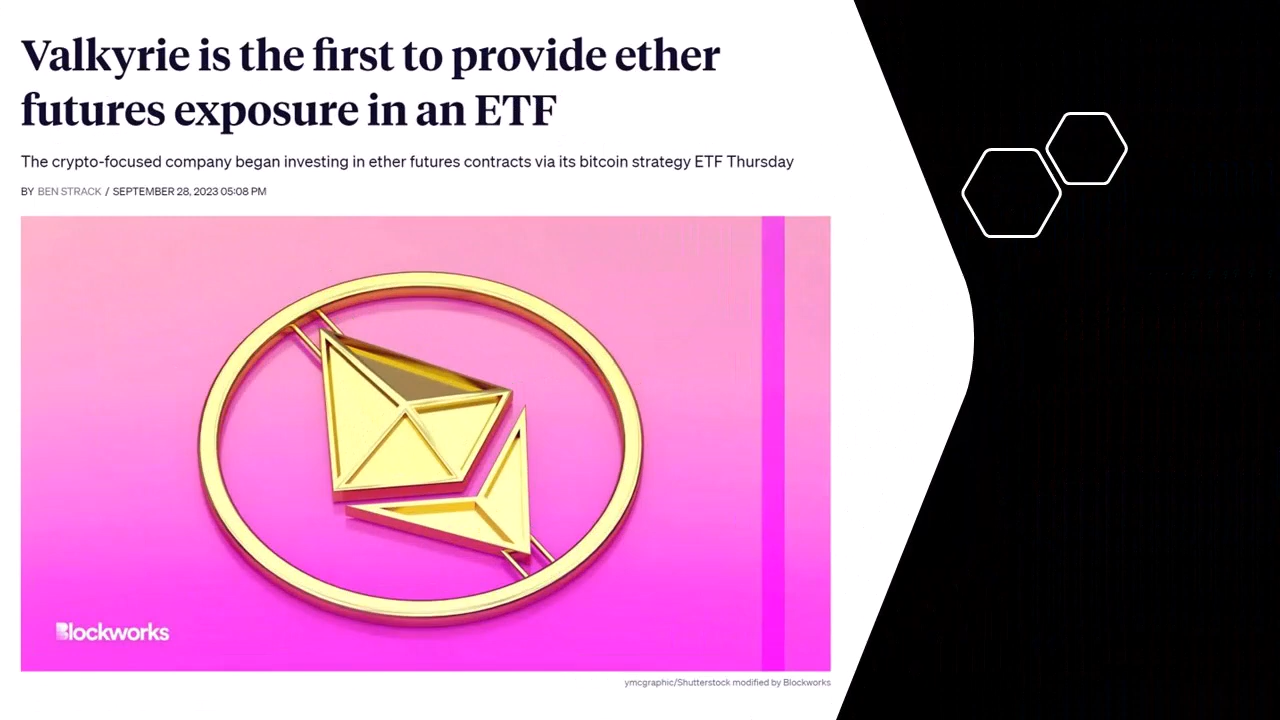 Valkyrie is the first to provide ether
futures exposure in an ETF
The crypto-focused company began investing in ether futures contracts via its bitcoin strategy ETF Thursday
BY BEN STRACK / SEPTEMBER 28, 2023 05:08 PM
Blockworks
ymcgraphic/Shutterstock modified by Blockworks